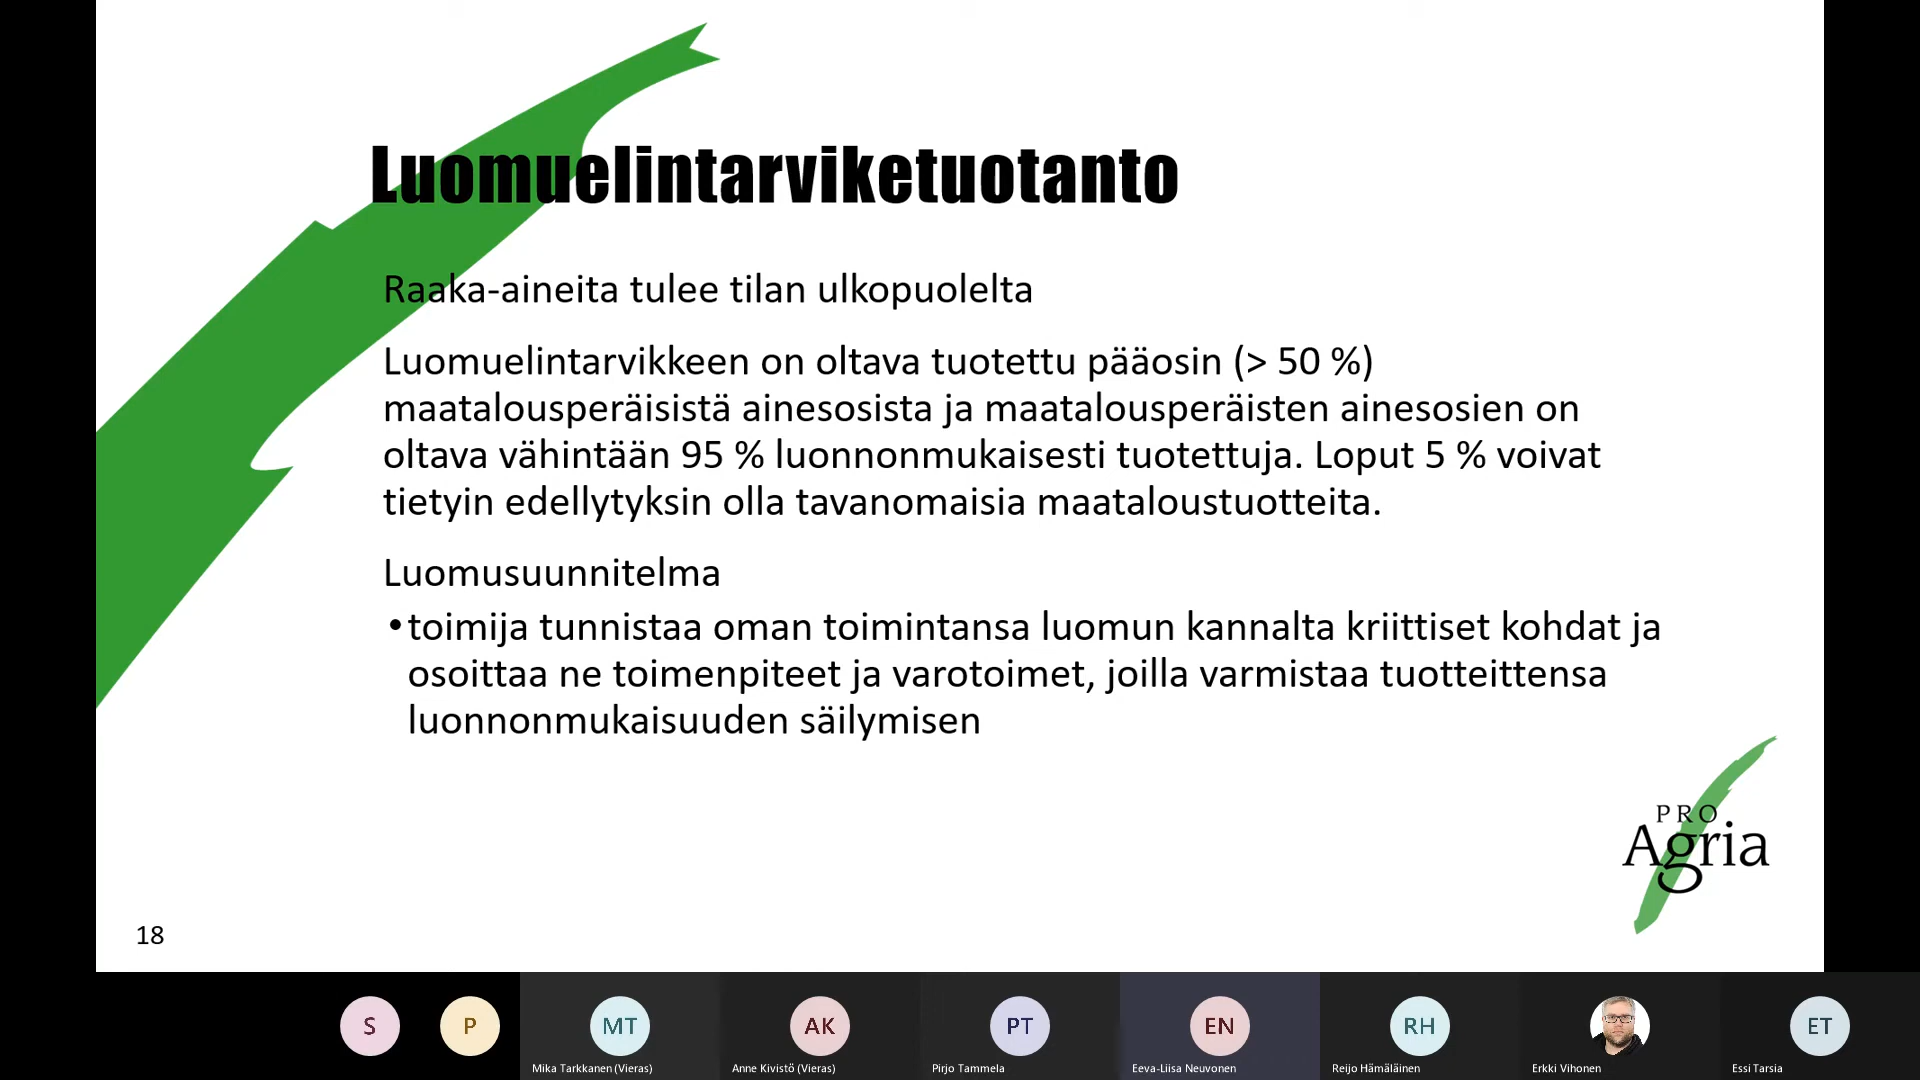 Luomuelintarviketuotanto
Raaka-aineita tulee tilan ulkopuolelta
Luomuelintarvikkeen on oltava tuotettu pääosin (> 50 %)
maatalousperäisistä ainesosista ja maatalousperäisten ainesosien on
oltava vähintään 95 % luonnonmukaisesti tuotettuja. Loput 5 % voivat
tietyin edellytyksin olla tavanomaisia maataloustuotteita.
Luomusuunnitelma
•toimija tunnistaa oman toimintansa luomun kannalta kriittiset kohdat ja
osoittaa ne toimenpiteet ja varotoimet, joilla varmistaa tuotteittensa
luonnonmukaisuuden säilymisen
PRO
Agria
18
S
P
MT
AK
PT
EN
RH
ET
Mika Tarkkanen (Vieras)
Anne Kivistö (Vieras)
Pirjo Tammela
Eeva-Liisa Neuvonen
Reijo Hämäläinen
Erkki Vihonen
Essi Tarsia